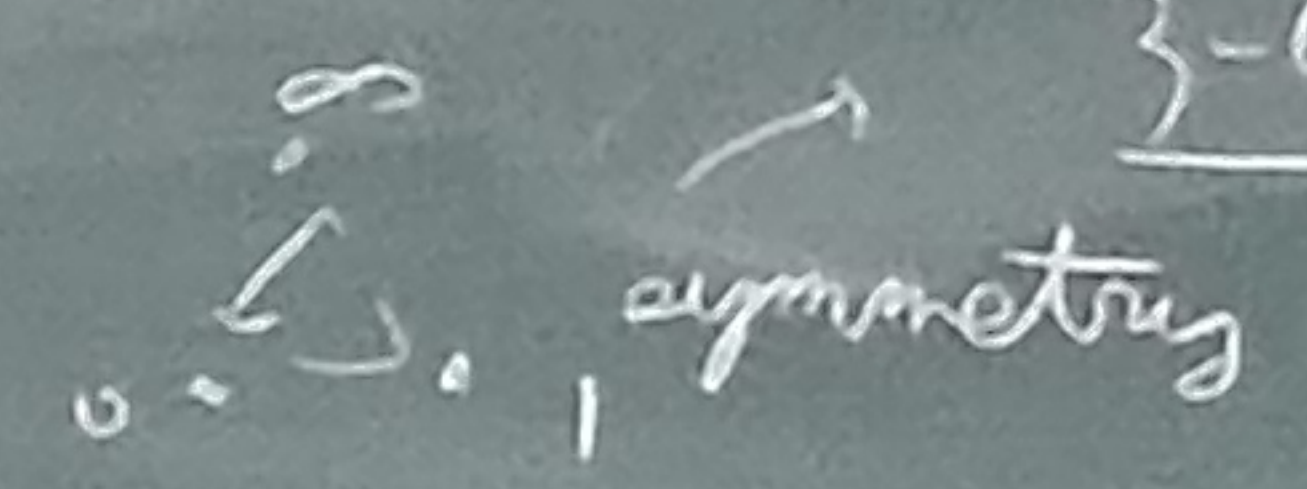 ∞
} -
symmetry
0 · · 1